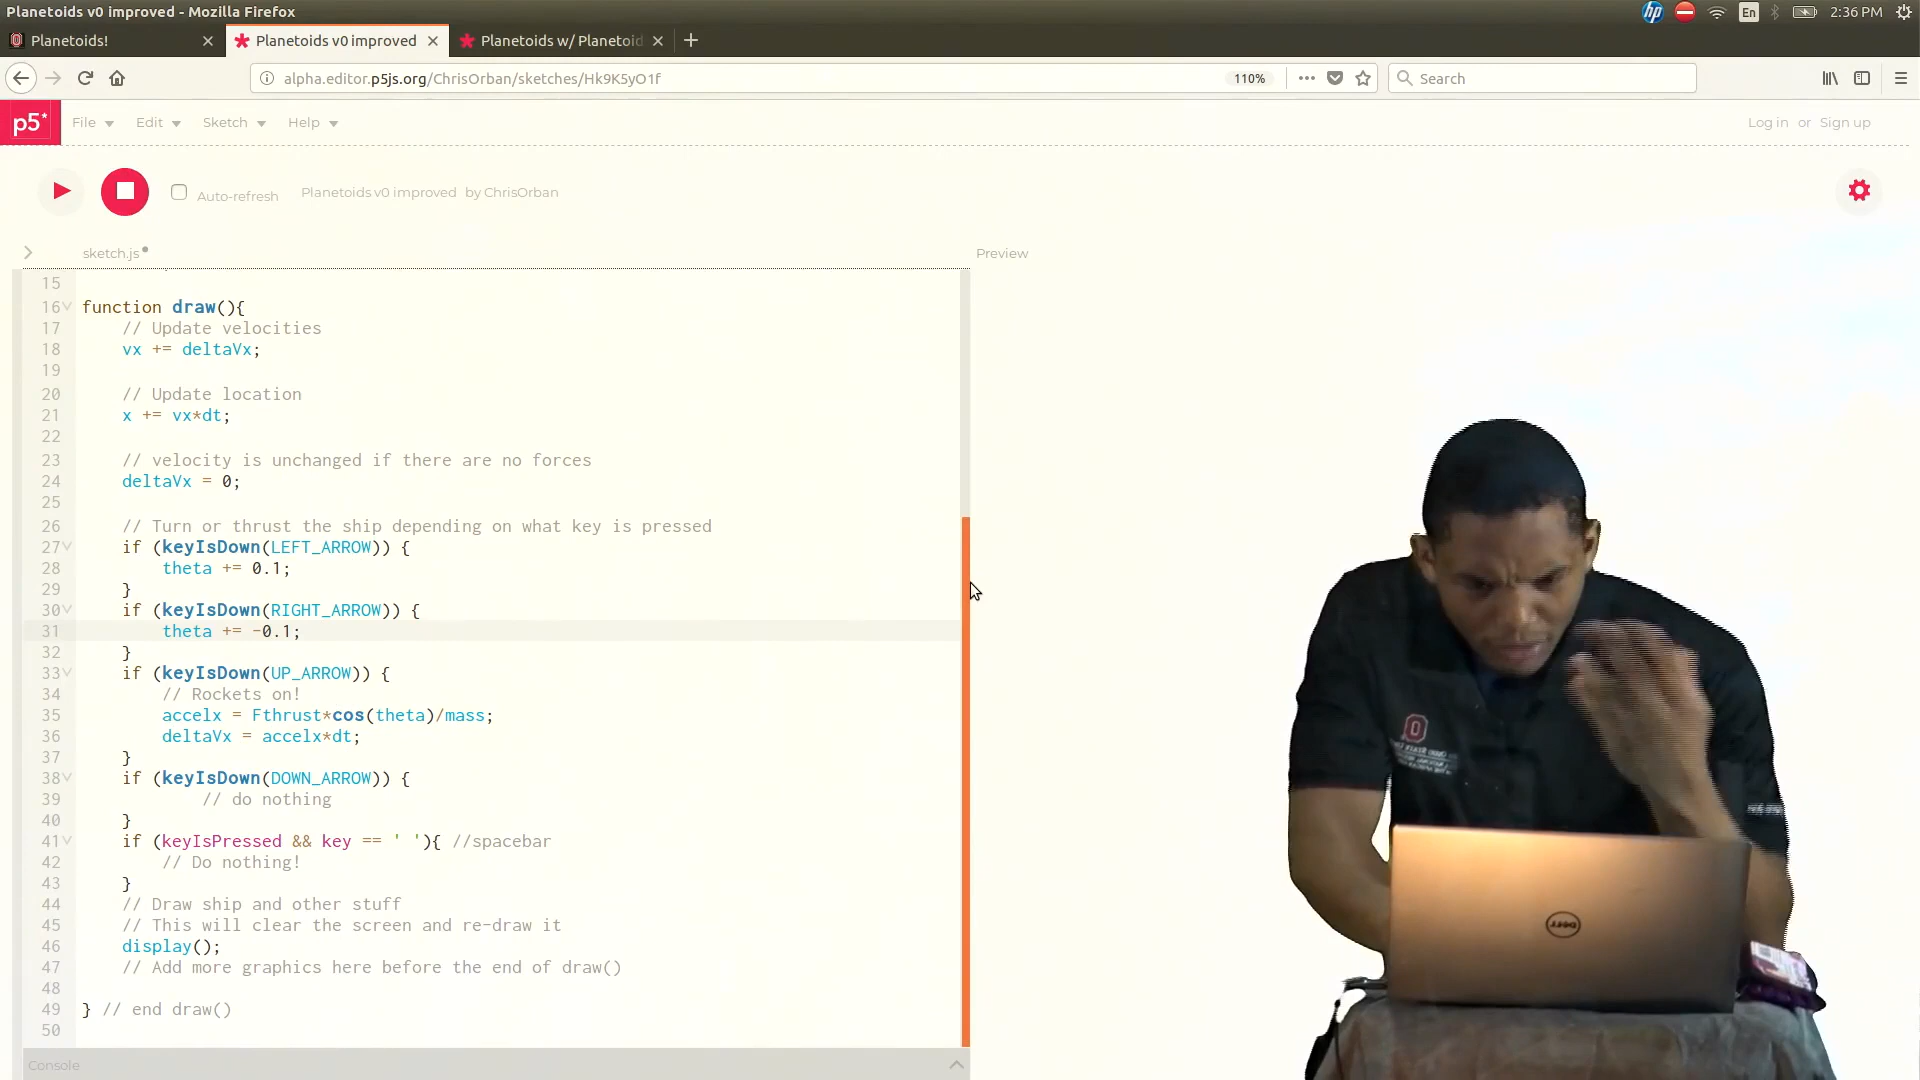 Planetoids v0 improved - Mozilla Firefox
hp
En
2:36 PM
Planetoids!
Planetoids v0 improved
Planetoids w/ Planetoid
alpha.editor.p5js.org/ChrisOrban/sketches/Hk9K5yO1f
110%
Search
p5*
File
Edit
Sketch
Help
Log in or Sign up
Auto-refresh
Planetoids v0 improved by ChrisOrban
sketch.js
Preview
15
16 function draw(){
17 // Update velocities
18 vx += deltaVx;
19
20 // Update location
21 x += vx*dt;
22
23 // velocity is unchanged if there are no forces
24 deltaVx = 0;
25
26 // Turn or thrust the ship depending on what key is pressed
27 if (keyIsDown(LEFT_ARROW)) {
28 theta += 0.1;
29 }
30 if (keyIsDown(RIGHT_ARROW)) {
31 theta += -0.1;
32 }
33 if (keyIsDown(UP_ARROW)) {
34 // Rockets on!
35 accelx = Fthrust*cos(theta)/mass;
36 deltaVx = accelx*dt;
37 }
38 if (keyIsDown(DOWN_ARROW)) {
39 // do nothing
40 }
41 if (keyIsPressed && key == ' '){ //spacebar
42 // Do nothing!
43 }
44 // Draw ship and other stuff
45 // This will clear the screen and re-draw it
46 display();
47 // Add more graphics here before the end of draw()
48
49 } // end draw()
50
Console
DELL